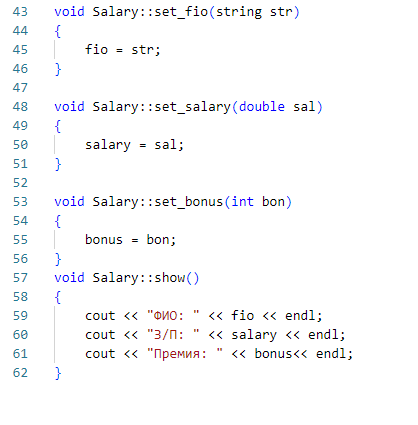 43 void Salary::set_fio(string str)
44 {
45     fio = str;
46 }
47
48 void Salary::set_salary(double sal)
49 {
50     salary = sal;
51 }
52
53 void Salary::set_bonus(int bon)
54 {
55     bonus = bon;
56 }
57 void Salary::show()
58 {
59     cout << "ФИО: " << fio << endl;
60     cout << "З/П: " << salary << endl;
61     cout << "Премия: " << bonus<< endl;
62 }